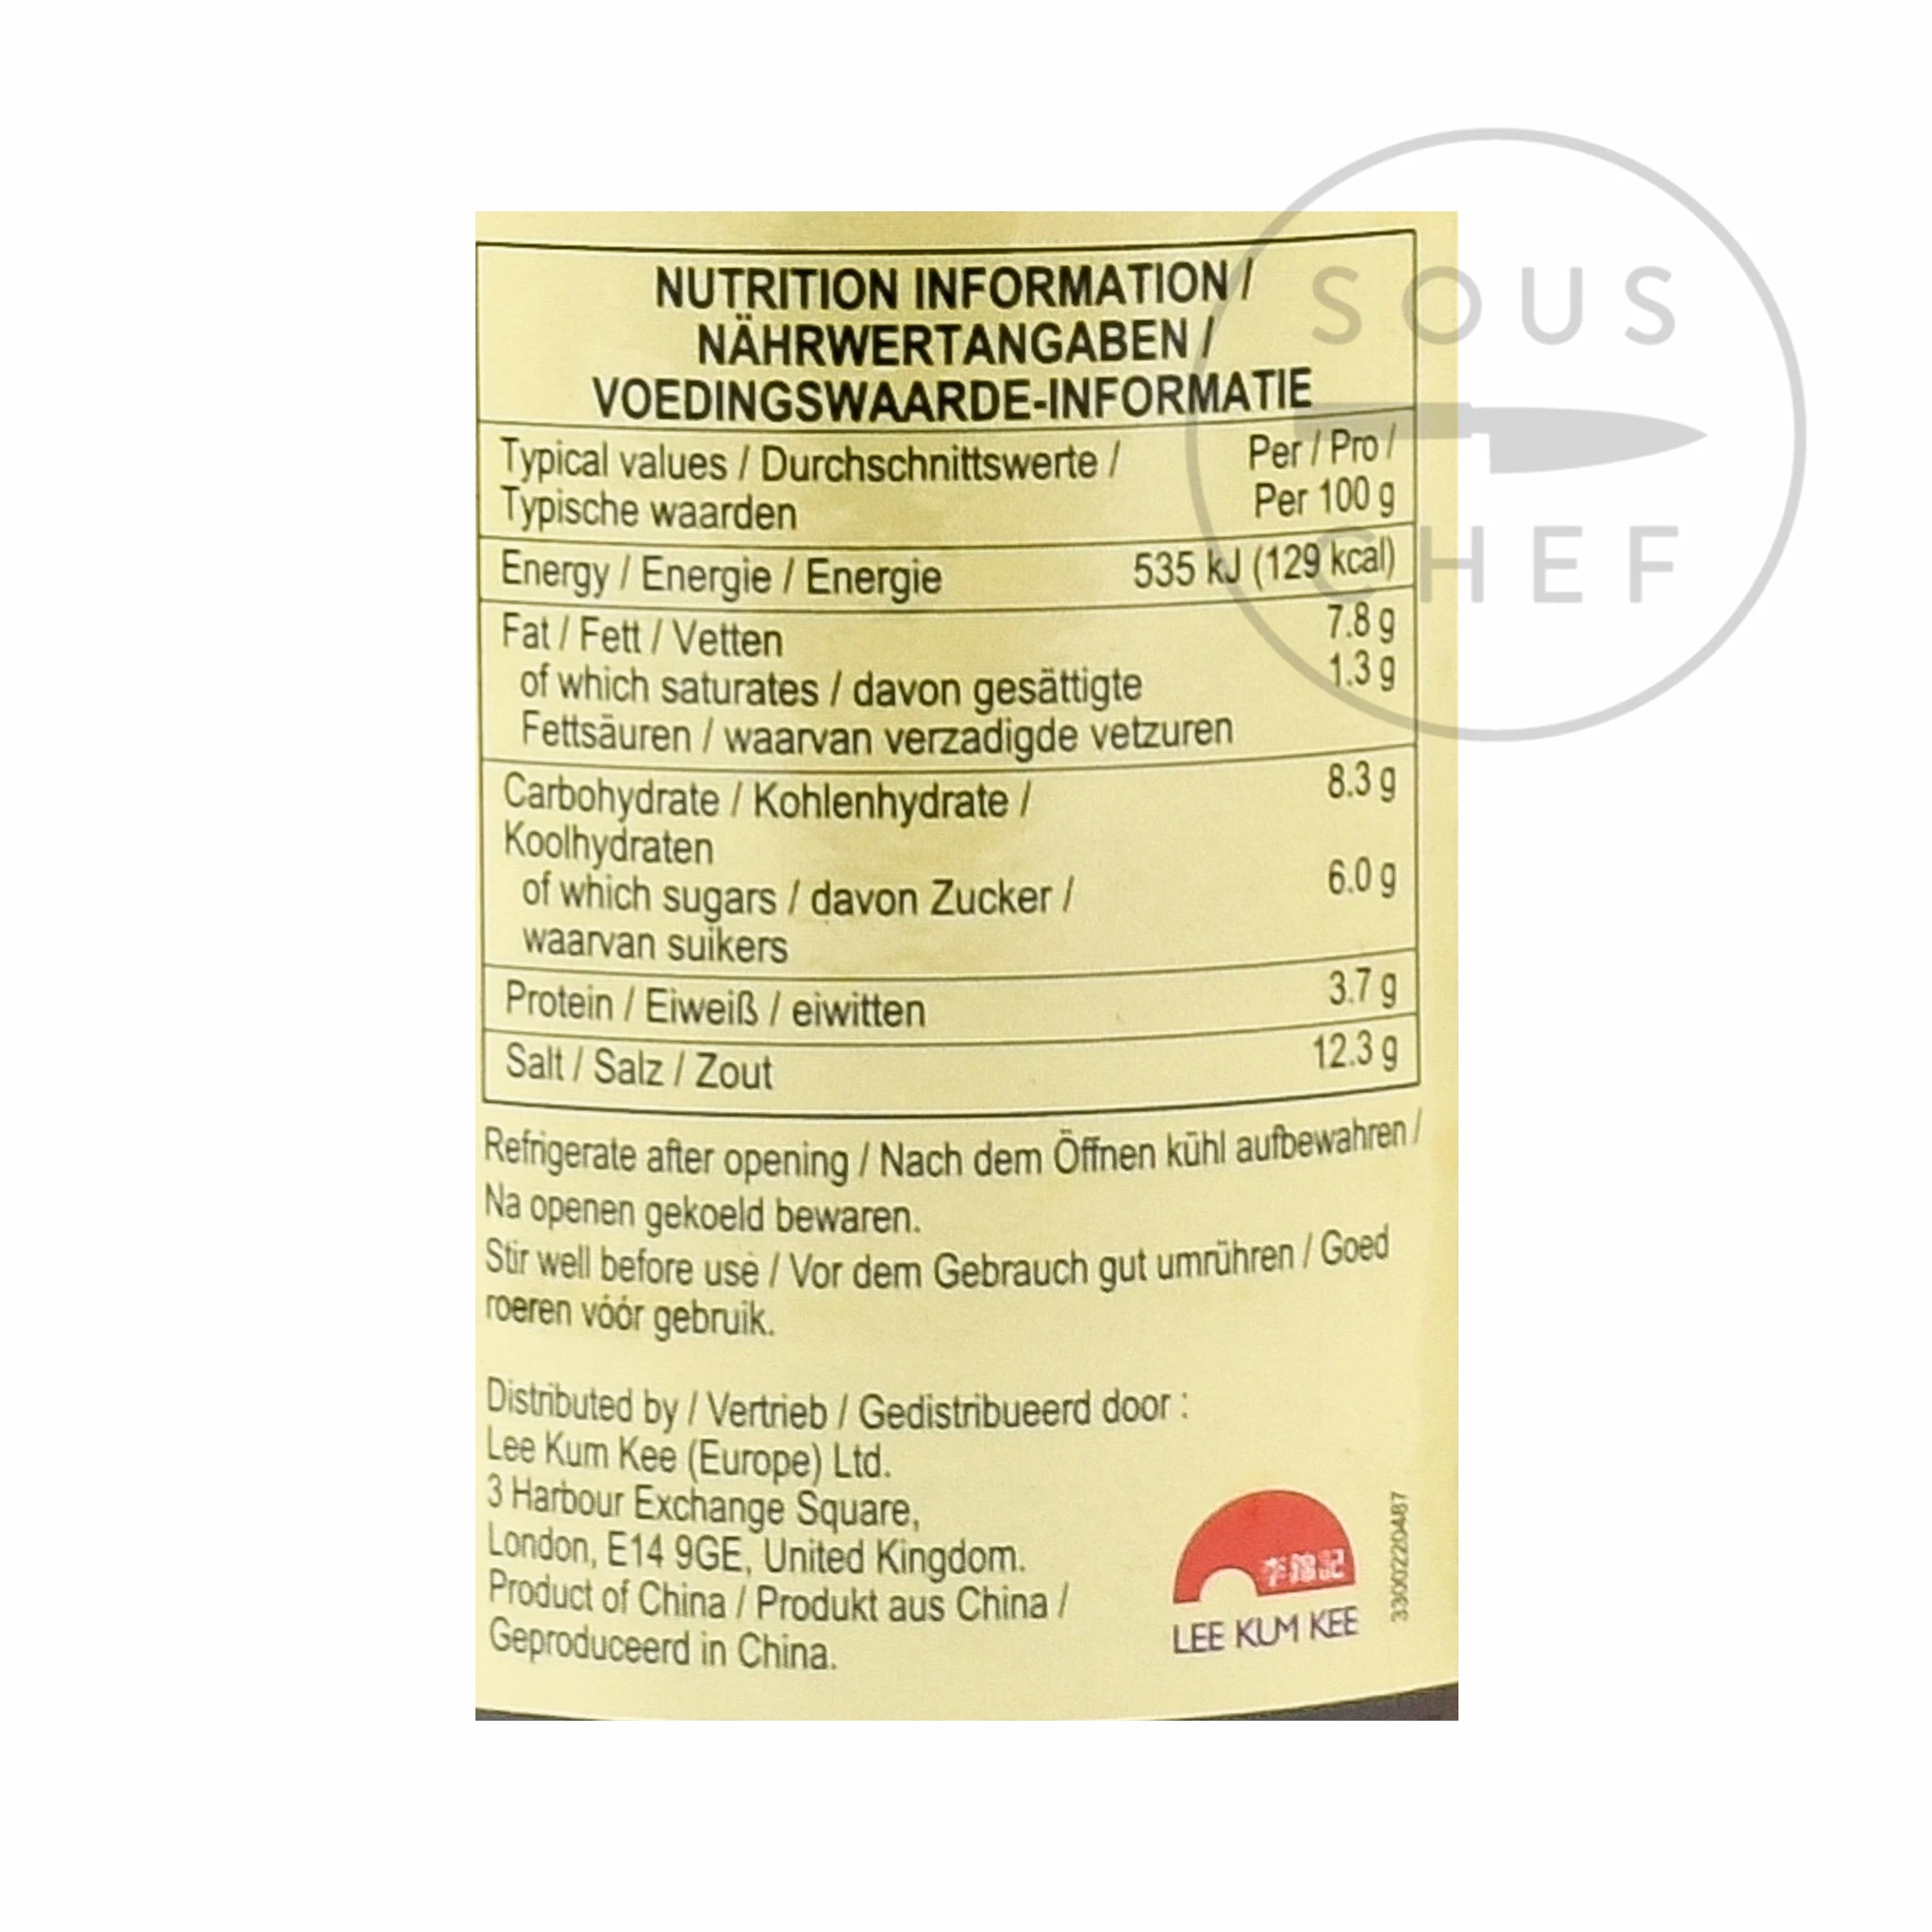 SOUS
CHEF
NUTRITION INFORMATION /
NÄHRWERTANGABEN /
VOEDINGSWAARDE-INFORMATIE
Typical values / Durchschnittswerte / Per / Pro /
Typische waarden Per 100 g
Energy / Energie / Energie 535 kJ (129 kcal)
Fat / Fett / Vetten 7.8 g
of which saturates / davon gesättigte 1.3 g
Fettsäuren / waarvan verzadigde vetzuren
Carbohydrate / Kohlenhydrate / 8.3 g
Koolhydraten
of which sugars / davon Zucker / 6.0 g
waarvan suikers
Protein / Eiweiß / eiwitten 3.7 g
Salt / Salz / Zout 12.3 g
Refrigerate after opening / Nach dem Öffnen kühl aufbewahren /
Na openen gekoeld bewaren.
Stir well before use / Vor dem Gebrauch gut umrühren / Goed
roeren vóór gebruik.
Distributed by / Vertrieb / Gedistribueerd door :
Lee Kum Kee (Europe) Ltd.
3 Harbour Exchange Square,
London, E14 9GE, United Kingdom.
Product of China / Produkt aus China /
Geproduceerd in China.
李錦記
LEE KUM KEE
3300220487